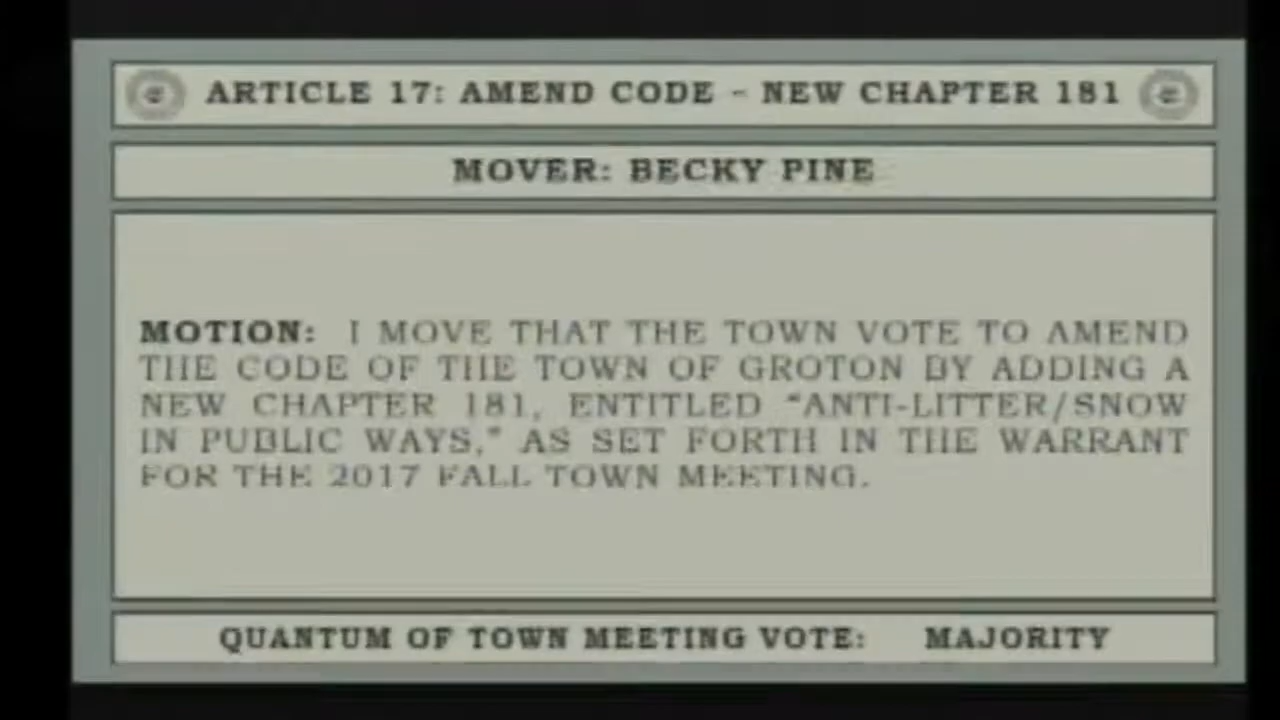 ARTICLE 17: AMEND CODE - NEW CHAPTER 181
MOVER: BECKY PINE
MOTION: I MOVE THAT THE TOWN VOTE TO AMEND
THE CODE OF THE TOWN OF GROTON BY ADDING A
NEW CHAPTER 181, ENTITLED "ANTI-LITTER/SNOW
IN PUBLIC WAYS," AS SET FORTH IN THE WARRANT
FOR THE 2017 FALL TOWN MEETING.
QUANTUM OF TOWN MEETING VOTE: MAJORITY